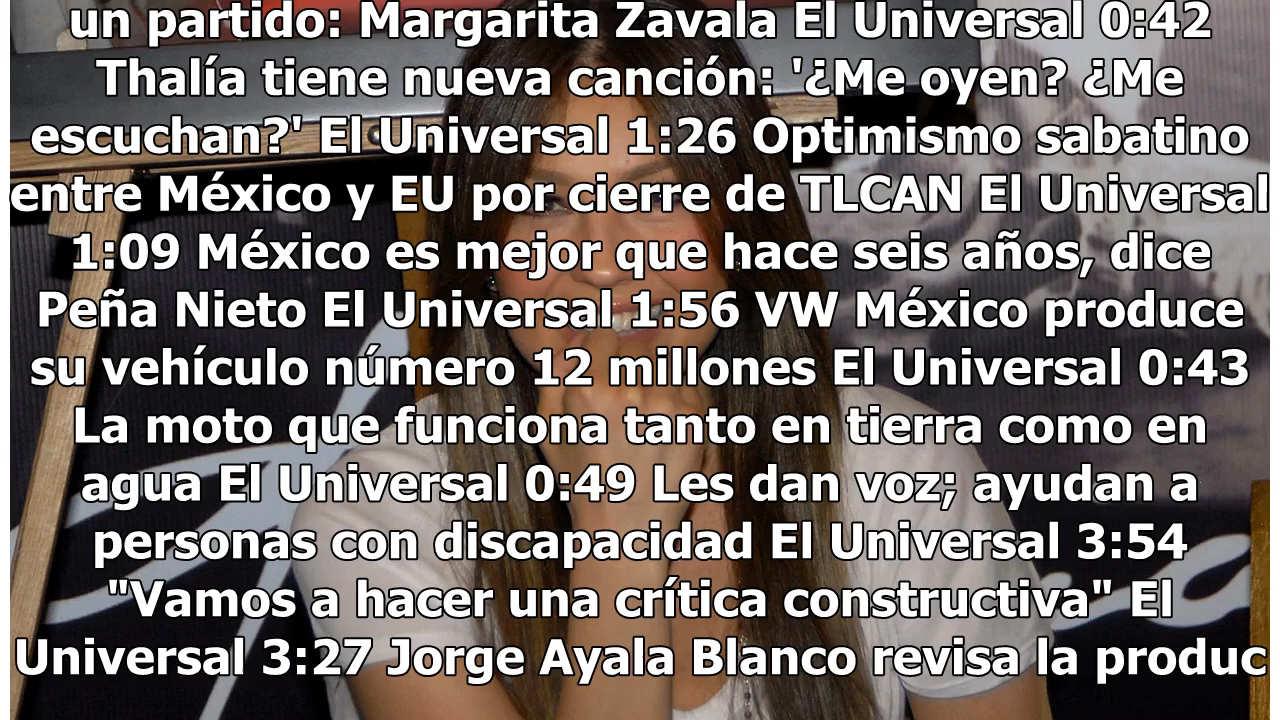 un partido: Margarita Zavala El Universal 0:42
Thalía tiene nueva canción: '¿Me oyen? ¿Me
escuchan?' El Universal 1:26 Optimismo sabatino
entre México y EU por cierre de TLCAN El Universal
1:09 México es mejor que hace seis años, dice
Peña Nieto El Universal 1:56 VW México produce
su vehículo número 12 millones El Universal 0:43
La moto que funciona tanto en tierra como en
agua El Universal 0:49 Les dan voz; ayudan a
personas con discapacidad El Universal 3:54
"Vamos a hacer una crítica constructiva" El
Universal 3:27 Jorge Ayala Blanco revisa la produc